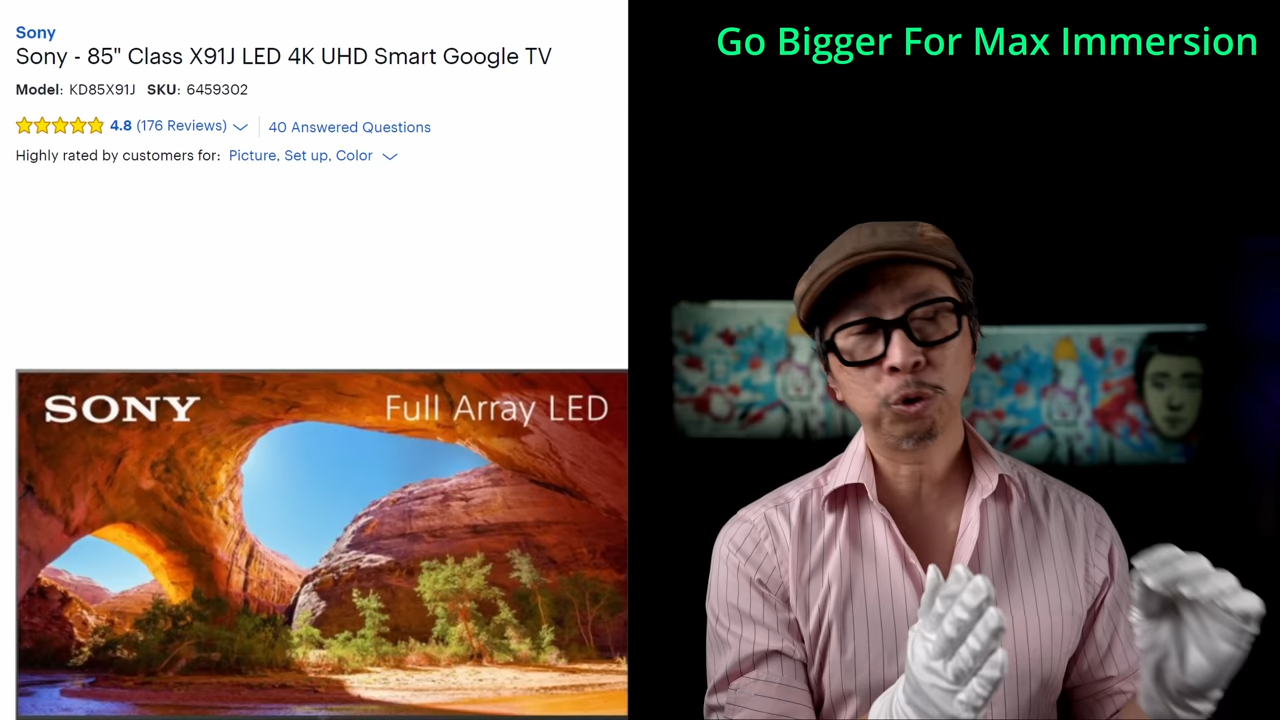 Sony
Sony - 85" Class X91J LED 4K UHD Smart Google TV
Model: KD85X91J SKU: 6459302
4.8 (176 Reviews) 40 Answered Questions
Highly rated by customers for: Picture, Set up, Color
SONY Full Array LED
Go Bigger For Max Immersion